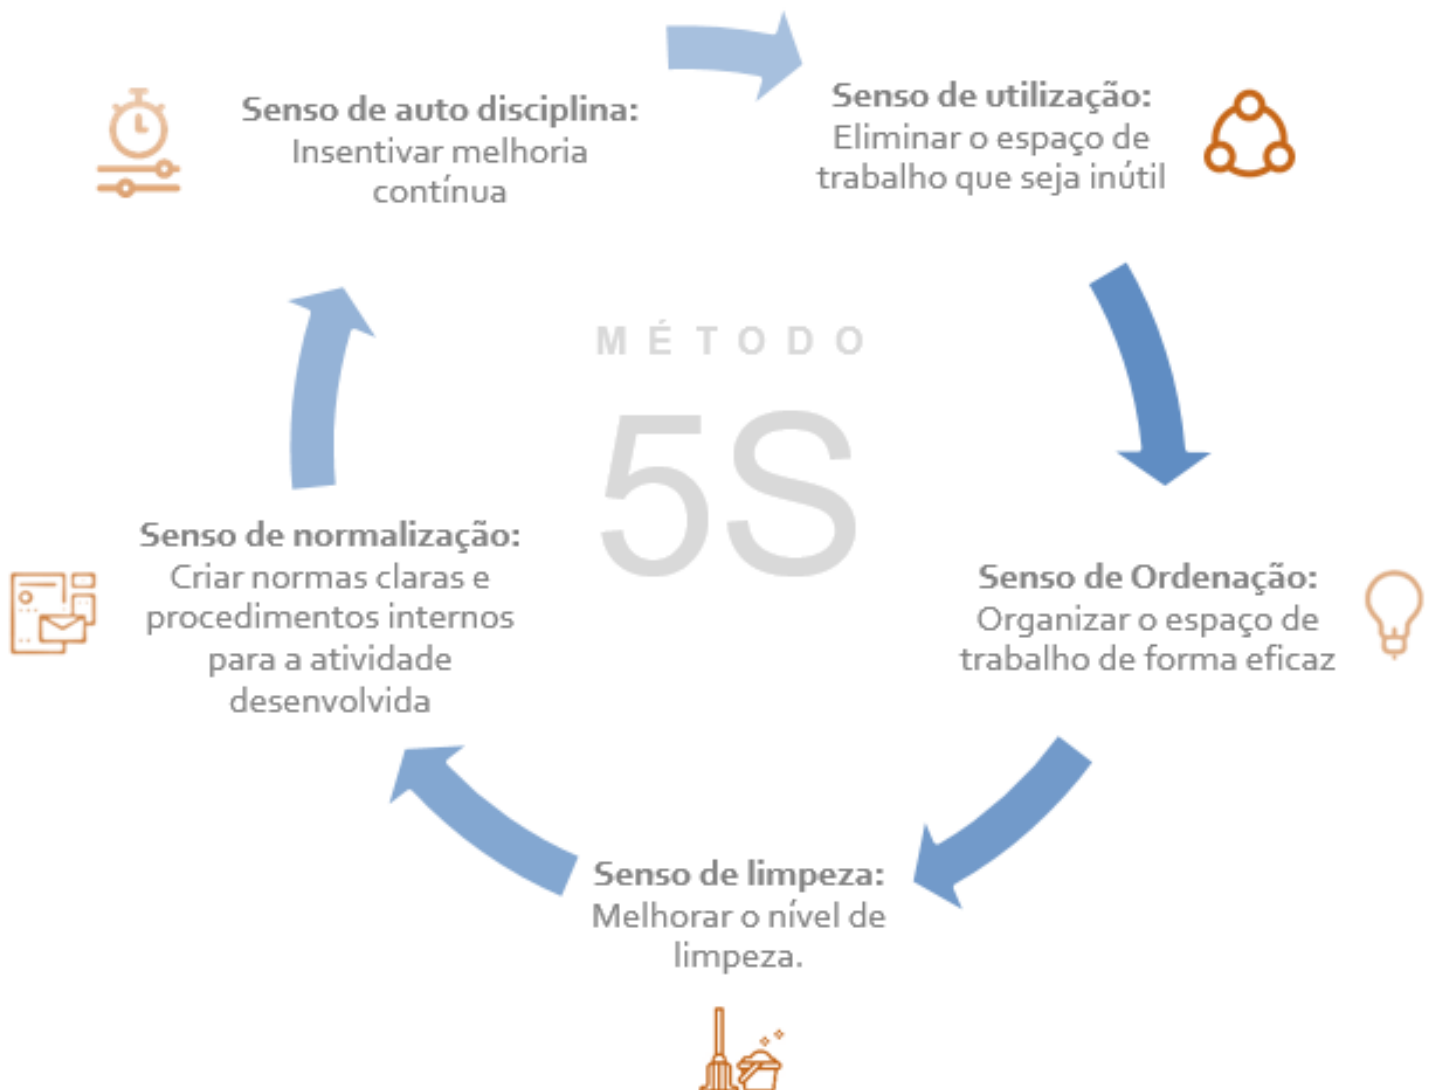 Senso de auto disciplina:
Insentivar melhoria
contínua
Senso de utilização:
Eliminar o espaço de
trabalho que seja inútil
MÉTODO
5S
Senso de normalização:
Criar normas claras e
procedimentos internos
para a atividade
desenvolvida
Senso de Ordenação:
Organizar o espaço de
trabalho de forma eficaz
Senso de limpeza:
Melhorar o nível de
limpeza.